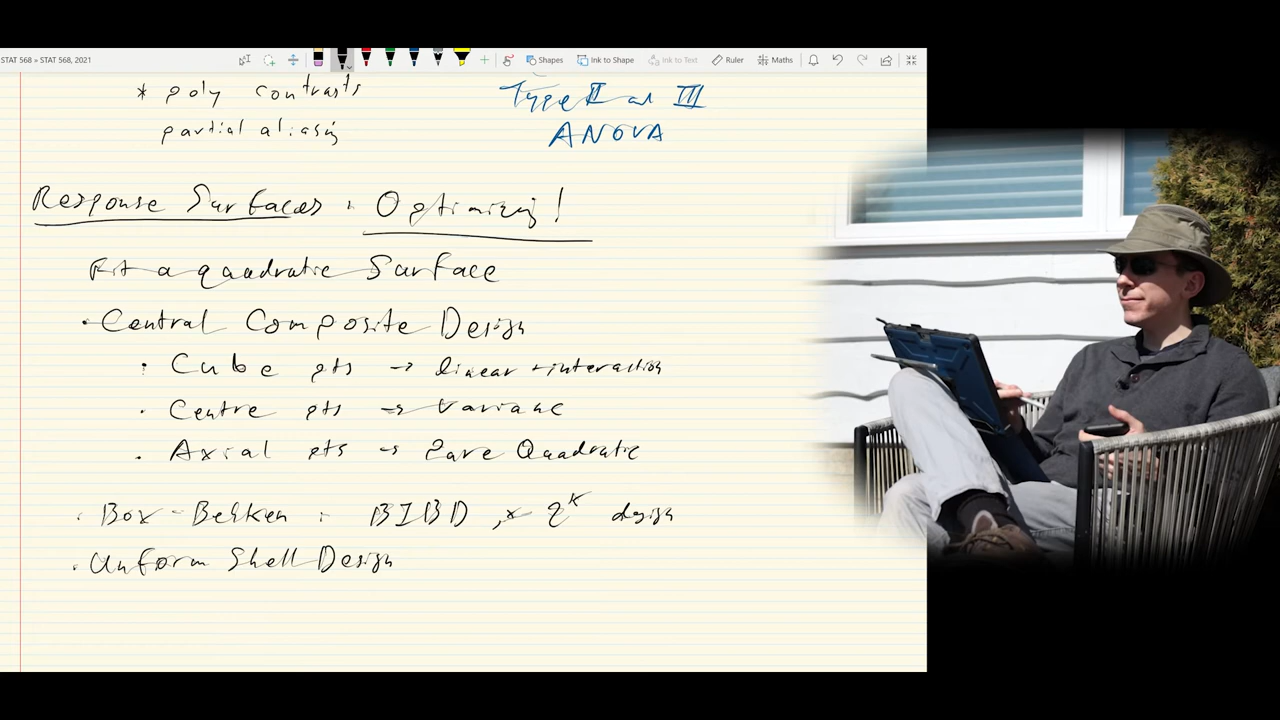 STAT 568 » STAT 568, 2021
Shapes Ink to Shape Ink to Text Ruler Maths
* poly contrasts
partial aliasing
Type II or III
ANOVA
Response Surfaces : Optimizing!
Fit a quadratic Surface
· Central Composite Design
· Cube pts → linear + interaction
· Centre pts → Variance
· Axial pts → Pure Quadratic
· Box-Behken : BIBD × 2^k design
· Uniform Shell Design